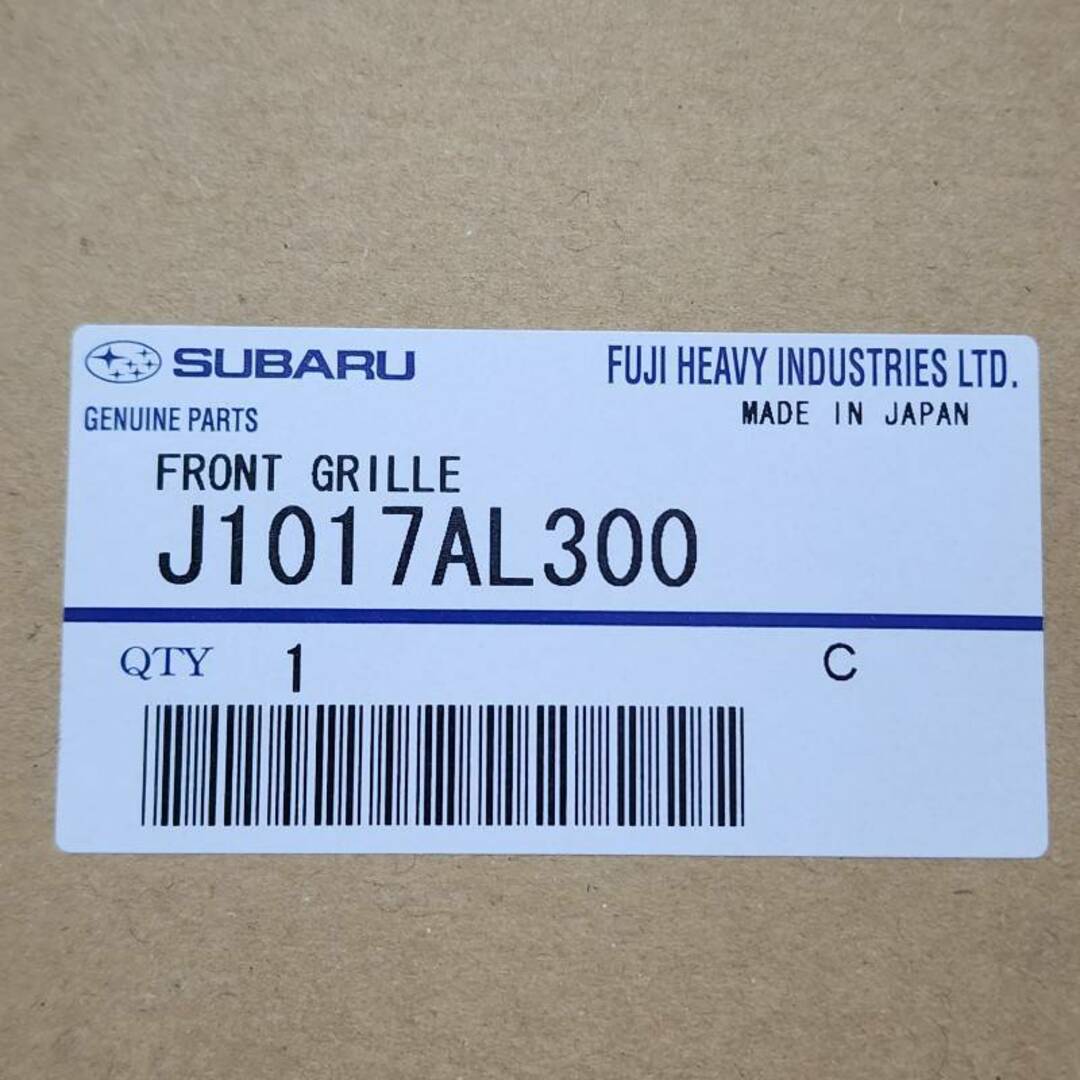 SUBARU
FUJI HEAVY INDUSTRIES LTD.
GENUINE PARTS
MADE IN JAPAN
FRONT GRILLE
J1017AL300
QTY 1 C